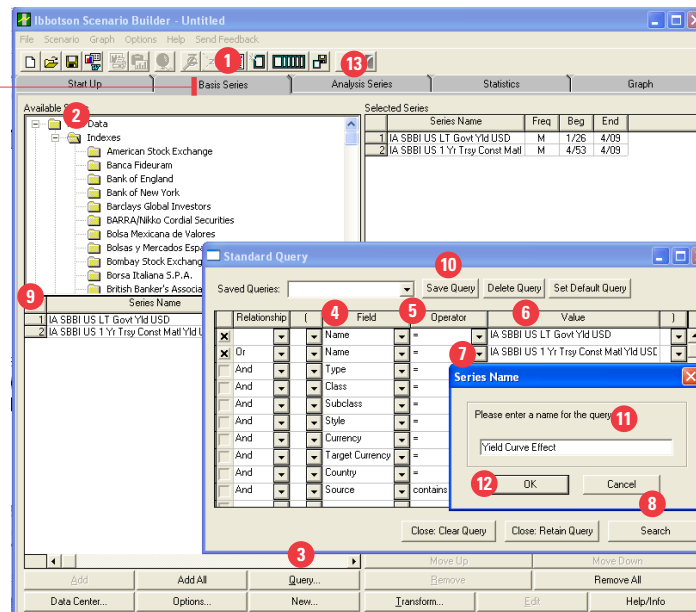 Ibbotson Scenario Builder - Untitled
File Scenario Graph Options Help Send Feedback
1
13
Start Up Basis Series Analysis Series Statistics Graph
Available
2
Data
Indexes
American Stock Exchange
Banca Fideuram
Bank of England
Bank of New York
Barclays Global Investors
BARRA/Nikko Cordial Securities
Bolsa Mexicana de Valores
Bolsas y Mercados Espa
Bombay Stock Exchang
Borsa Italiana S.P.A.
British Banker's Associa
Selected Series
Series Name Freq Beg End
1 IA SBBI US LT Govt Yld USD M 1/26 4/09
2 IA SBBI US 1 Yr Trsy Const Matl M 4/53 4/09
9
Series Name
1 IA SBBI US LT Govt Yld USD
2 IA SBBI US 1 Yr Trsy Const Matl Yld U
Standard Query
10
Saved Queries: Save Query Delete Query Set Default Query
4 5 6
Relationship ( Field Operator Value )
X Name = IA SBBI US LT Govt Yld USD
7
X Or Name = IA SBBI US 1 Yr Trsy Const Matl Yld USD
And Type =
And Class =
And Subclass =
And Style =
And Currency =
And Target Currency =
And Country =
And Source contains
Series Name
Please enter a name for the query
11
Yield Curve Effect
12
OK Cancel
8
Close: Clear Query Close: Retain Query Search
3
Move Up Move Down
Add Add All Query... Remove Remove All
Data Center... Options... New... Transform... Edit Help/Info